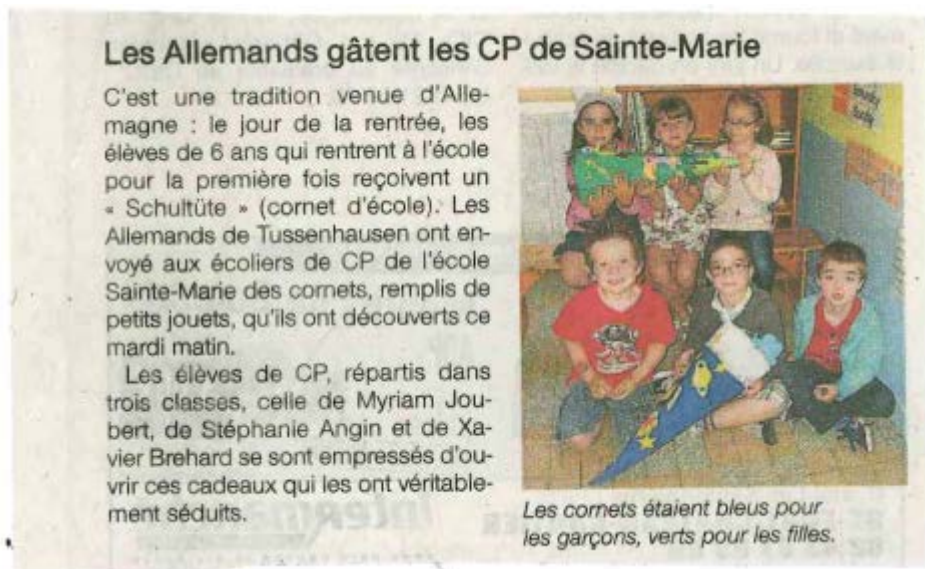 Les Allemands gâtent les CP de Sainte-Marie
C'est une tradition venue d'Alle-
magne : le jour de la rentrée, les
élèves de 6 ans qui rentrent à l'école
pour la première fois reçoivent un
« Schultüte » (cornet d'école). Les
Allemands de Tussenhausen ont en-
voyé aux écoliers de CP de l'école
Sainte-Marie des cornets, remplis de
petits jouets, qu'ils ont découverts ce
mardi matin.
Les élèves de CP, répartis dans
trois classes, celle de Myriam Jou-
bert, de Stéphanie Angin et de Xa-
vier Brehard se sont empressés d'ou-
vrir ces cadeaux qui les ont véritable-
ment séduits.
Les cornets étaient bleus pour
les garçons, verts pour les filles.